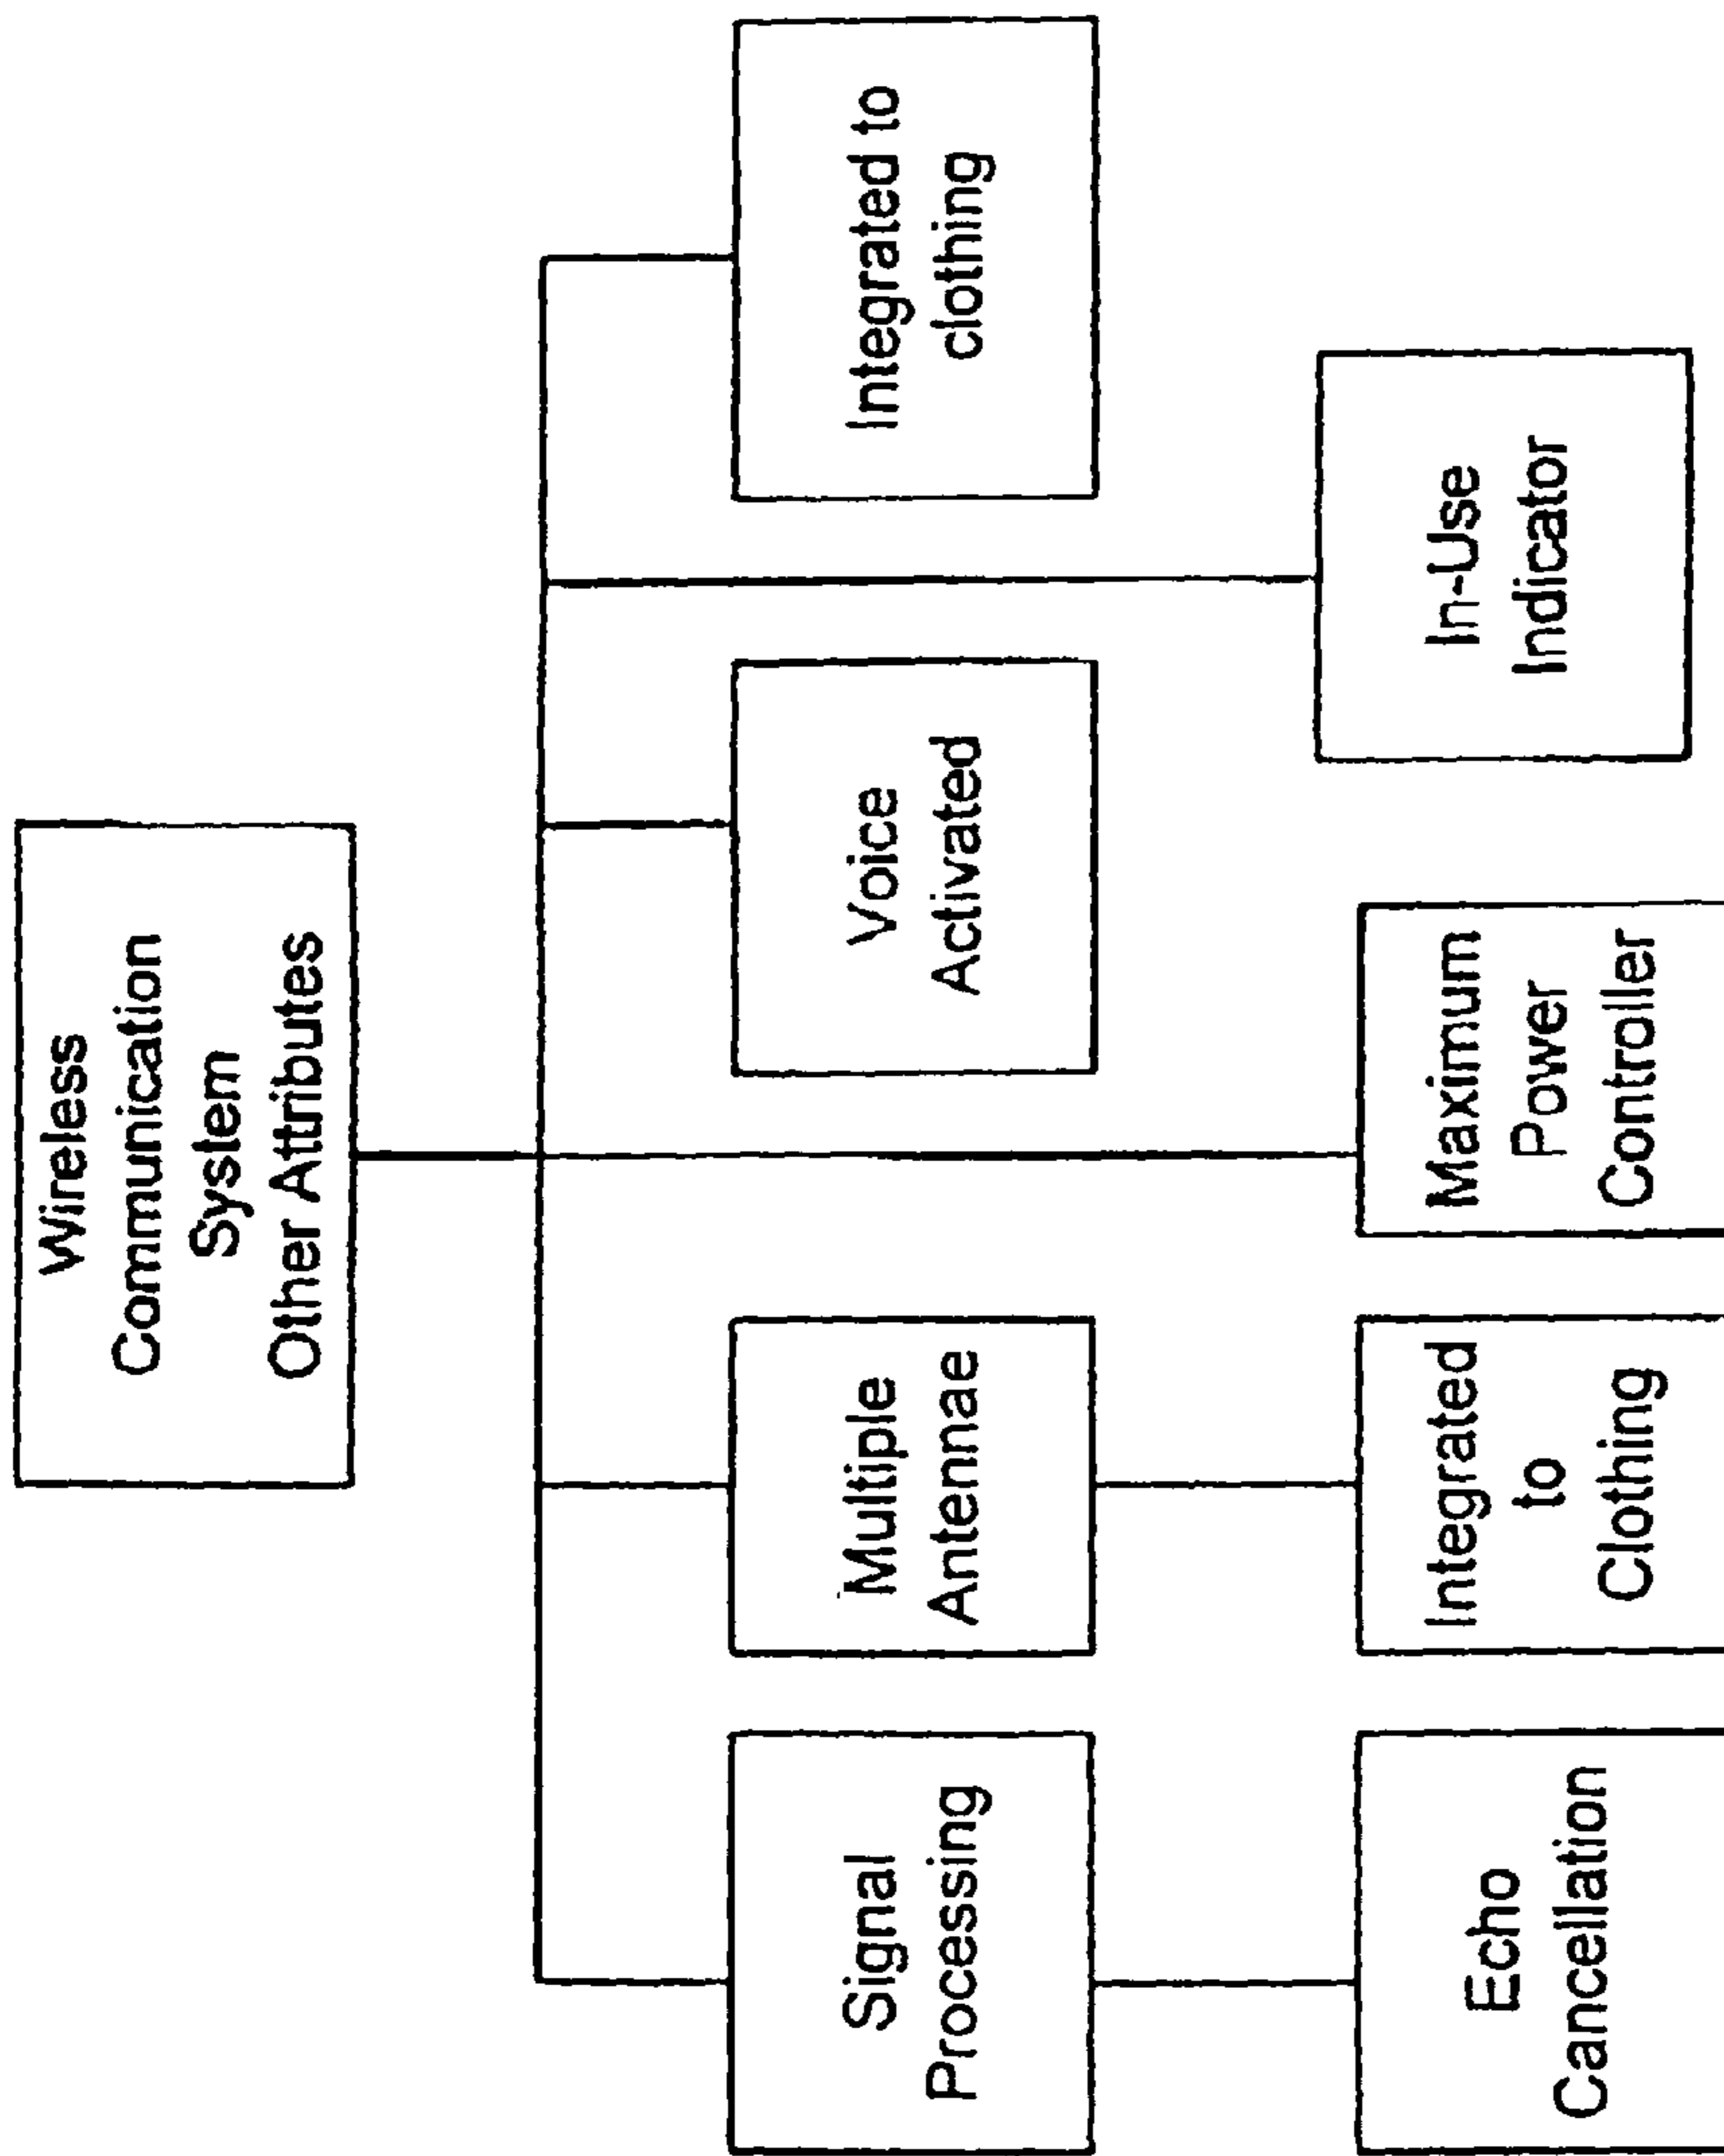 Wireless
Communication
System
Other Attributes
Signal
Processing
Multiple
Antennae
Voice
Activated
Integrated to
clothing
Echo
Cancellation
Integrated
to
Clothing
Maximum
Power
Controller
In-Use
Indicator